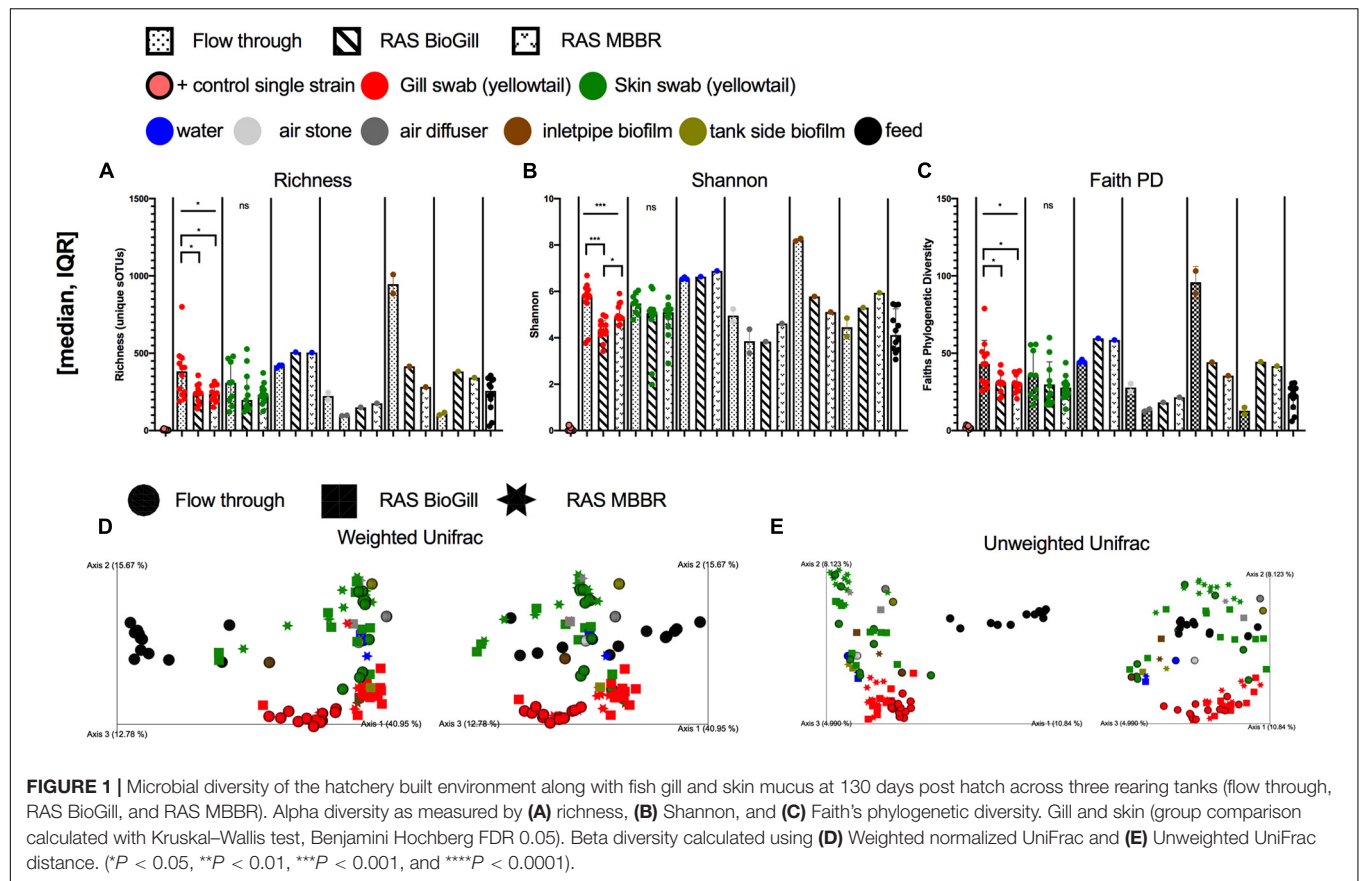 Flow through RAS BioGill RAS MBBR
+ control single strain Gill swab (yellowtail) Skin swab (yellowtail)
water air stone air diffuser inletpipe biofilm tank side biofilm feed
A Richness
B Shannon
C Faith PD
[median, IQR]
Richness (unique sOTUs)
1500
1000
500
0
*
*
*
ns
Shannon
10
8
6
4
2
0
***
***
*
ns
Faiths Phylogenetic Diversity
150
100
50
0
*
*
*
ns
Flow through RAS BioGill RAS MBBR
D Weighted Unifrac
E Unweighted Unifrac
Axis 2 (15.67 %)
Axis 3 (12.78 %)
Axis 1 (40.95 %)
Axis 2 (15.67 %)
Axis 3 (12.78 %)
Axis 1 (40.95 %)
Axis 2 (8.123 %)
Axis 3 (4.990 %)
Axis 1 (10.84 %)
Axis 2 (8.123 %)
Axis 3 (4.990 %)
Axis 1 (10.84 %)
FIGURE 1 | Microbial diversity of the hatchery built environment along with fish gill and skin mucus at 130 days post hatch across three rearing tanks (flow through,
RAS BioGill, and RAS MBBR). Alpha diversity as measured by (A) richness, (B) Shannon, and (C) Faith's phylogenetic diversity. Gill and skin (group comparison
calculated with Kruskal–Wallis test, Benjamini Hochberg FDR 0.05). Beta diversity calculated using (D) Weighted normalized UniFrac and (E) Unweighted UniFrac
distance. (*P < 0.05, **P < 0.01, ***P < 0.001, and ****P < 0.0001).